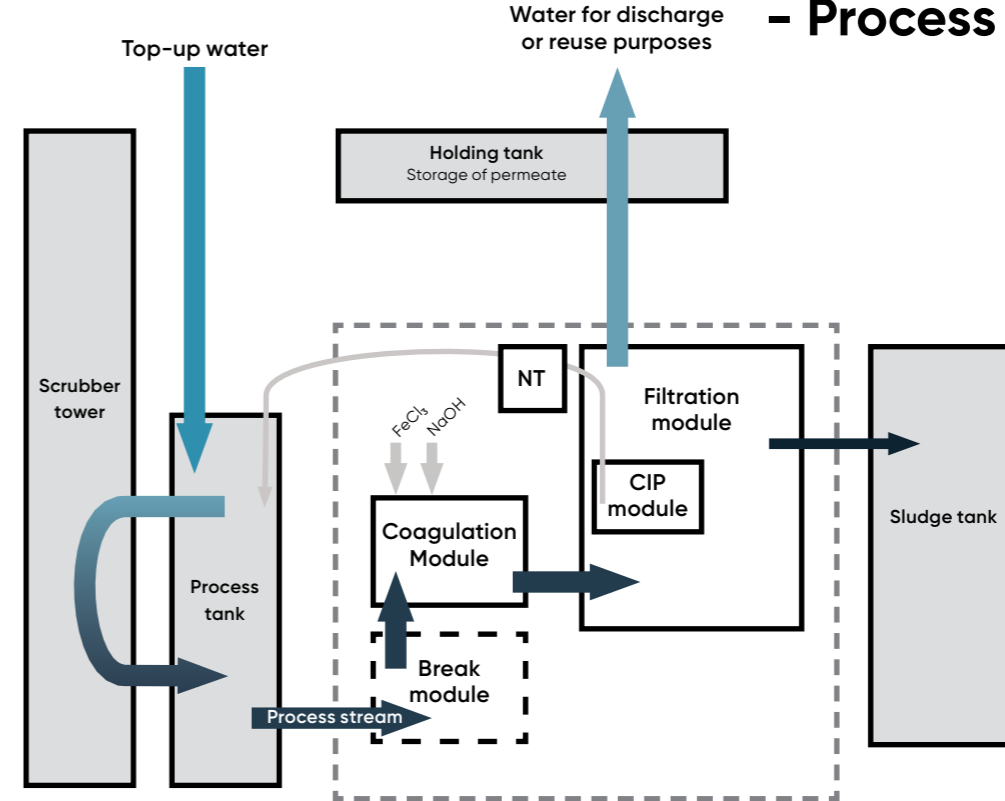 - Process
Water for discharge
or reuse purposes
Top-up water
Holding tank
Storage of permeate
Scrubber
tower
NT
Filtration
module
FeCl₃
NaOH
CIP
module
Coagulation
Module
Sludge tank
Process
tank
Break
module
Process stream